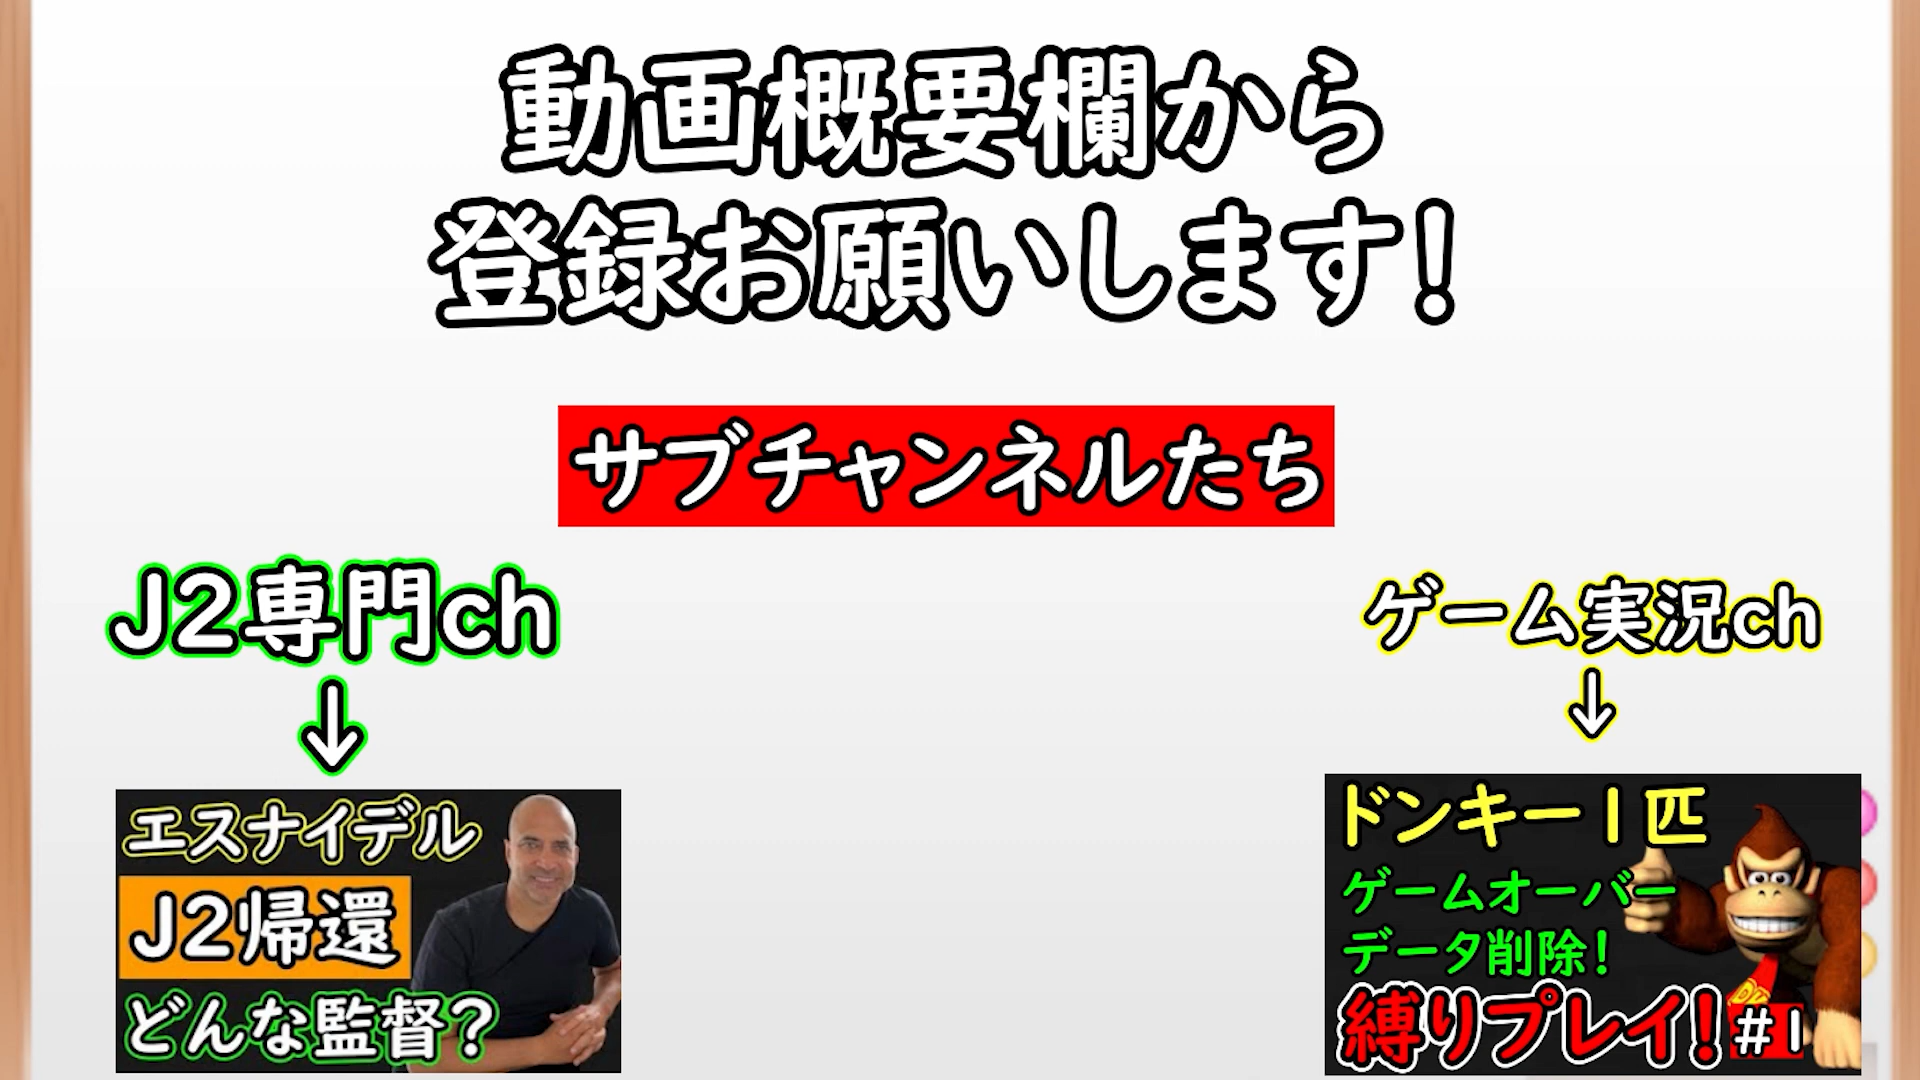 動画概要欄から
登録お願いします！
サブチャンネルたち
J2専門ch
↓
エスナイデル
J2帰還
どんな監督？
ゲーム実況ch
↓
ドンキー1匹
ゲームオーバー
データ削除！
縛りプレイ！#1